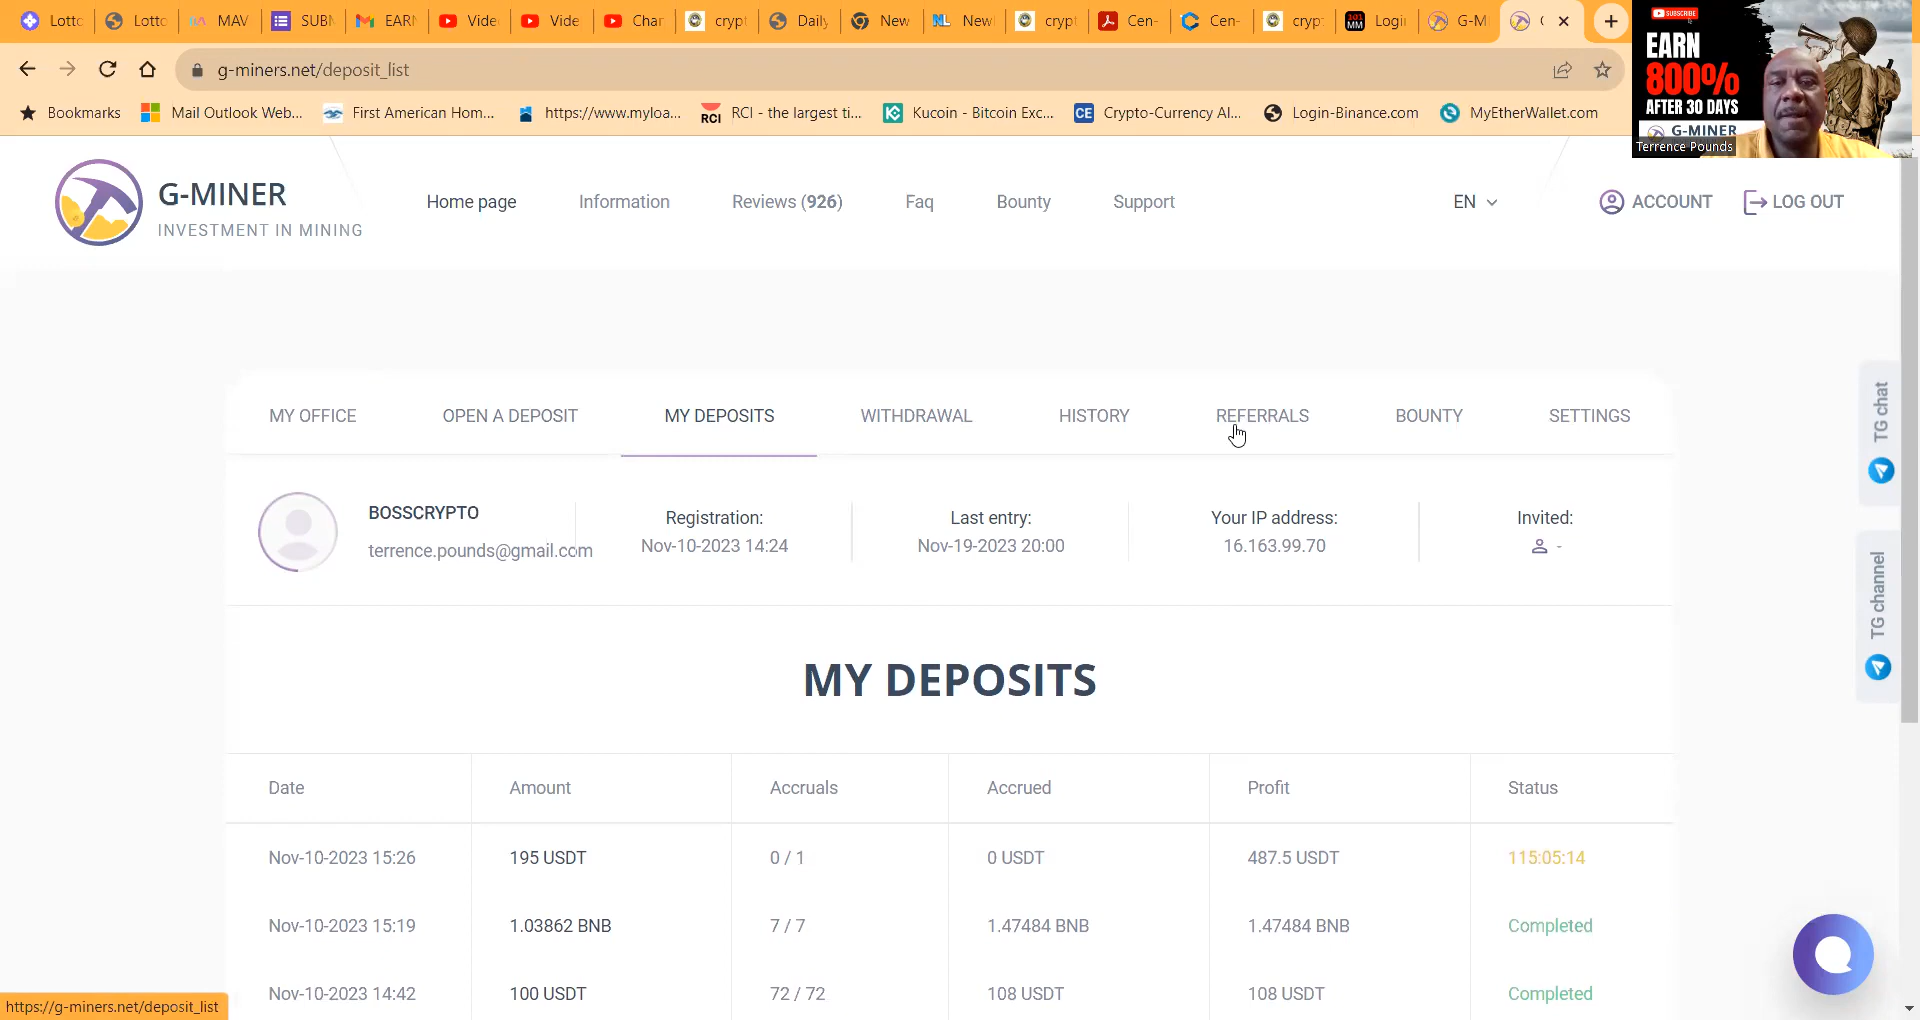 Lotto
Lotto
MAV
SUBM
EARN
Vide
Vide
Chan
crypt
Daily
New
New
crypt
Cen-
Cen-
cryp
Logi
G-Mi
g-miners.net/deposit_list
Bookmarks
Mail Outlook Web...
First American Hom...
https://www.myloa...
RCI - the largest ti...
Kucoin - Bitcoin Exc...
Crypto-Currency Al...
Login-Binance.com
MyEtherWallet.com
SUBSCRIBE
EARN
800%
AFTER 30 DAYS
G-MINER
Terrence Pounds
G-MINER
INVESTMENT IN MINING
Home page
Information
Reviews (926)
Faq
Bounty
Support
EN
ACCOUNT
LOG OUT
MY OFFICE
OPEN A DEPOSIT
MY DEPOSITS
WITHDRAWAL
HISTORY
REFERRALS
BOUNTY
SETTINGS
TG chat
TG channel
BOSSCRYPTO
terrence.pounds@gmail.com
Registration:
Nov-10-2023 14:24
Last entry:
Nov-19-2023 20:00
Your IP address:
16.163.99.70
Invited:
-
MY DEPOSITS
Date Amount Accruals Accrued Profit Status
Nov-10-2023 15:26 195 USDT 0 / 1 0 USDT 487.5 USDT 115:05:14
Nov-10-2023 15:19 1.03862 BNB 7 / 7 1.47484 BNB 1.47484 BNB Completed
Nov-10-2023 14:42 100 USDT 72 / 72 108 USDT 108 USDT Completed
https://g-miners.net/deposit_list